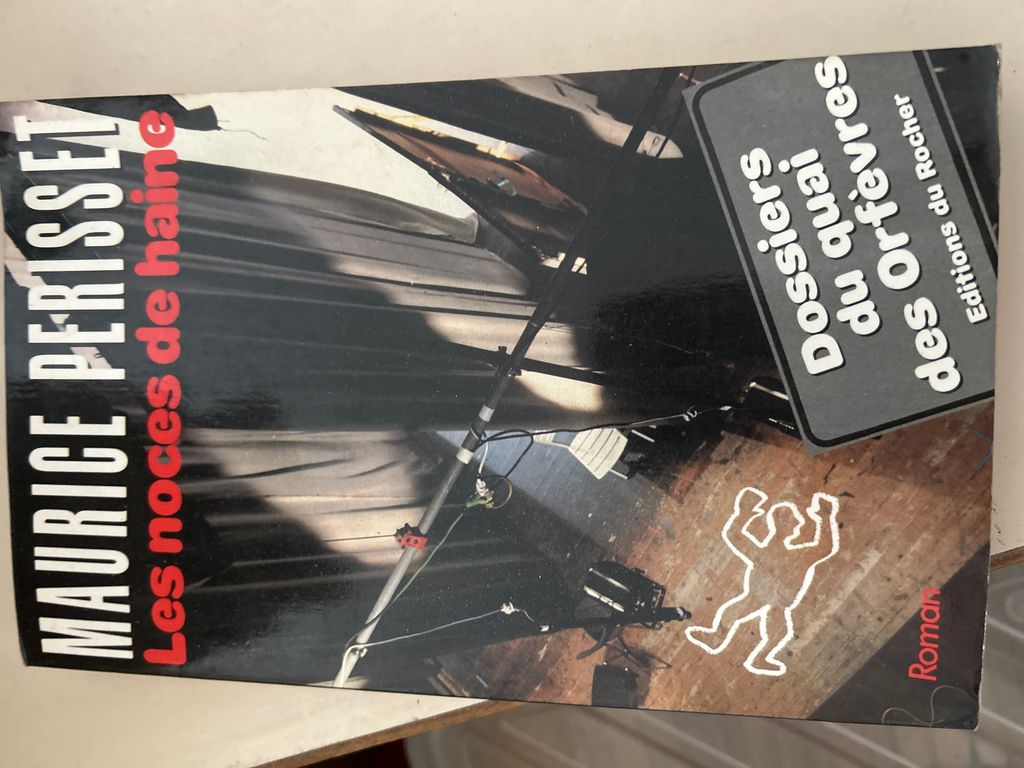 MAURICE PERISSET
Les noces de haine
Dossiers
du quai
des Orfèvres
Editions du Rocher
Roman